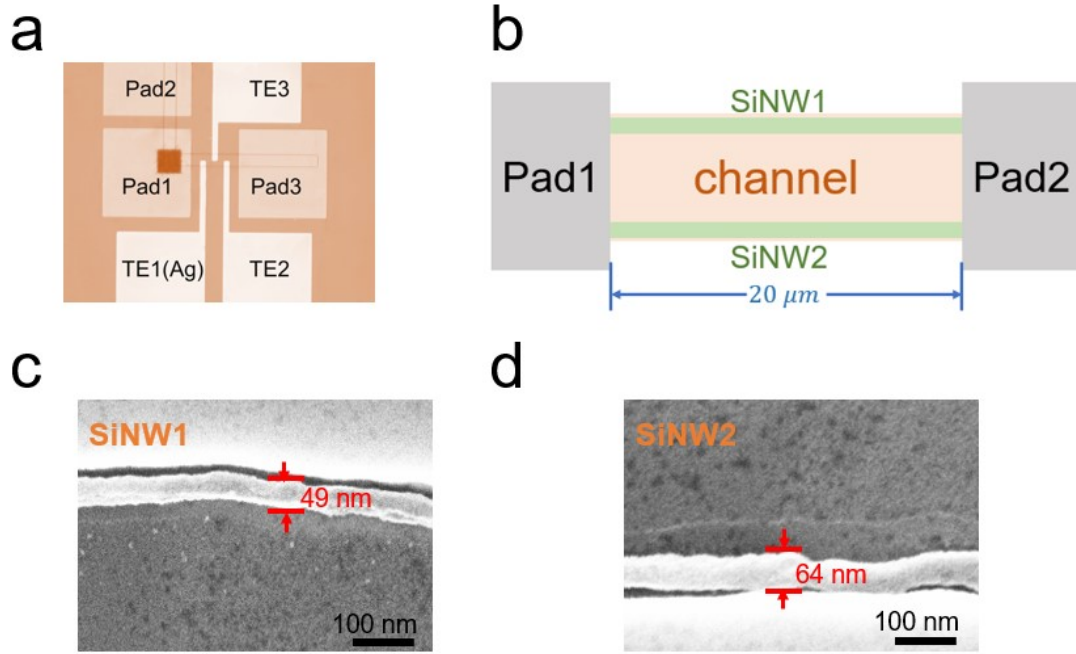 a
Pad2
TE3
Pad1
Pad3
TE1(Ag)
TE2
b
SiNW1
Pad1
channel
Pad2
SiNW2
20 μm
c
SiNW1
49 nm
100 nm
d
SiNW2
64 nm
100 nm